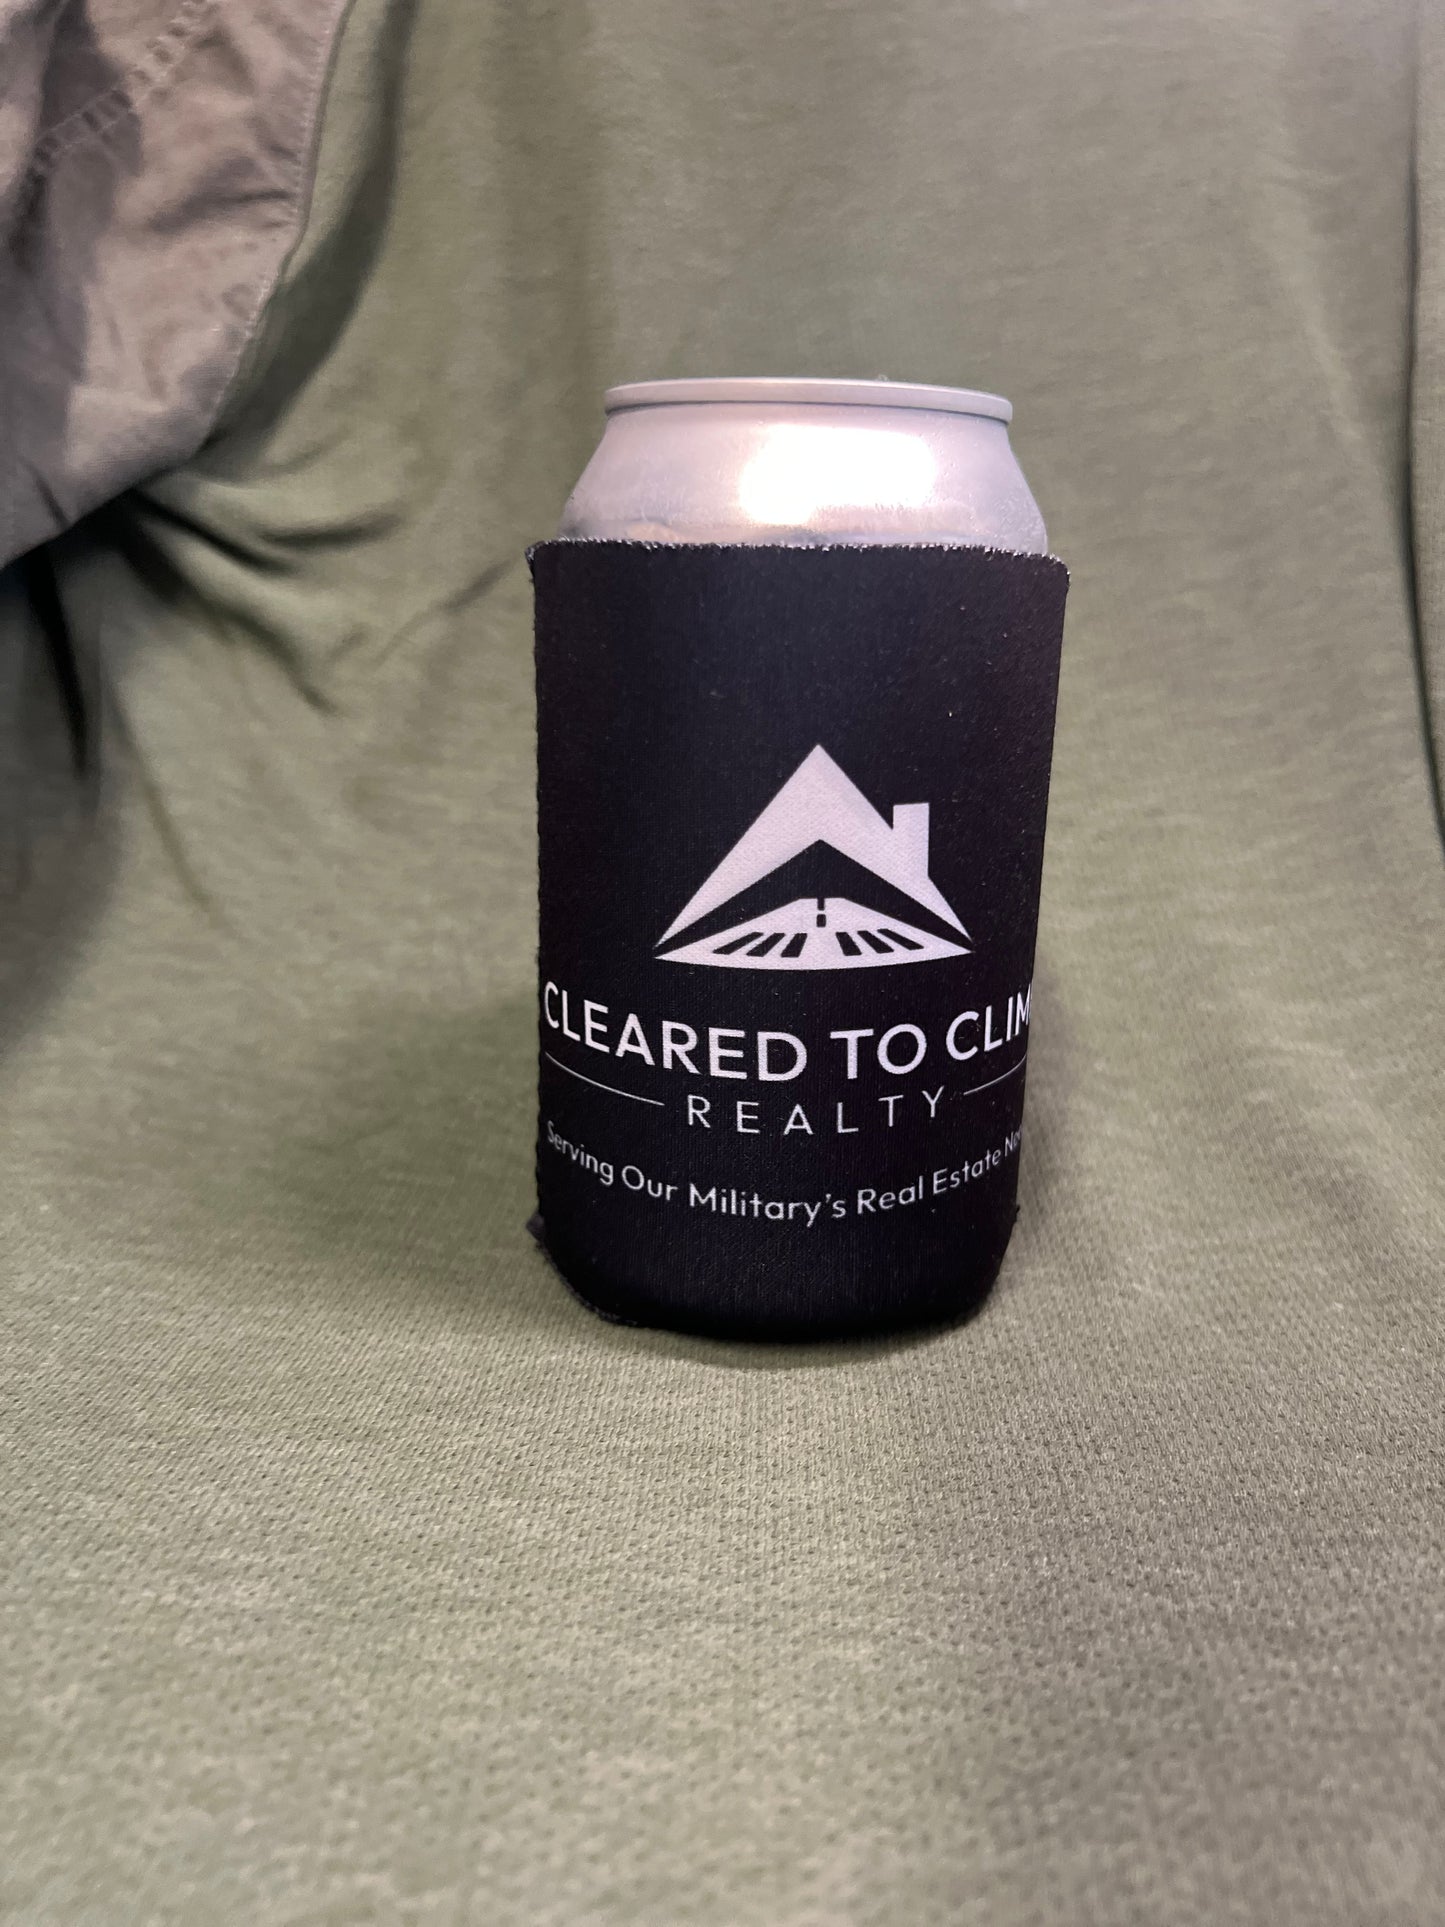 CLEARED TO CLIM
REALTY
Serving Our Military's Real Estate